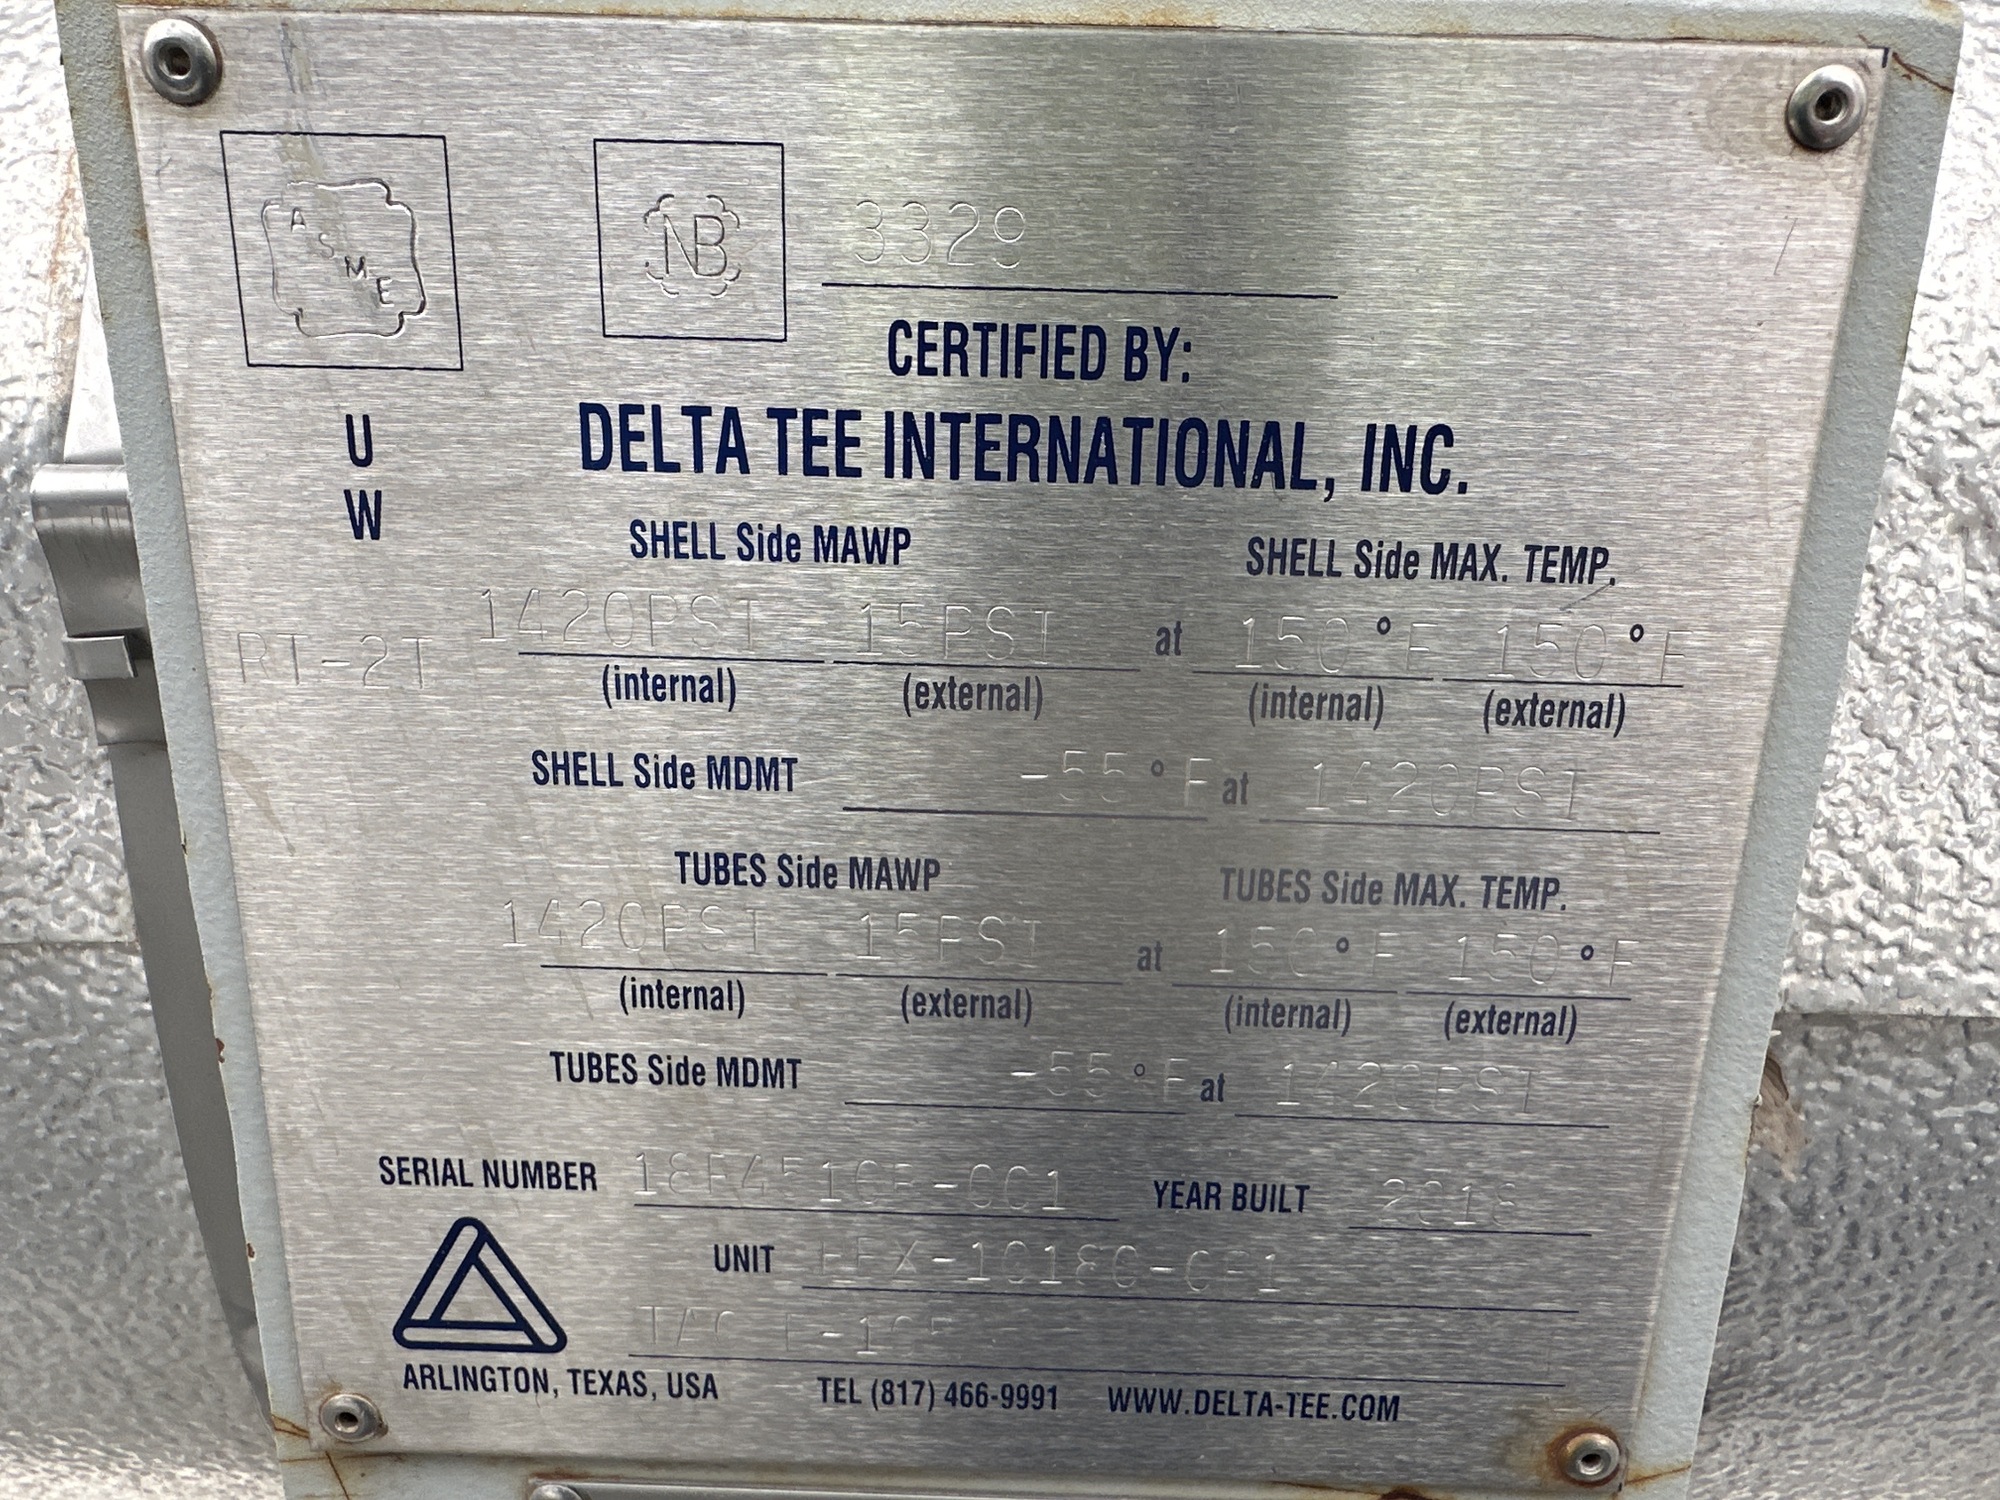 ASME
NB 3329
CERTIFIED BY:
DELTA TEE INTERNATIONAL, INC.
U
W
SHELL Side MAWP SHELL Side MAX. TEMP.
RT-2T 1420PSI 15PSI at 150°F 150°F
(internal) (external) (internal) (external)
SHELL Side MDMT -55°F at 1420PSI
TUBES Side MAWP TUBES Side MAX. TEMP.
1420PSI 15PSI at 150°F 150°F
(internal) (external) (internal) (external)
TUBES Side MDMT -55°F at 1420PSI
SERIAL NUMBER YEAR BUILT 2018
UNIT
ARLINGTON, TEXAS, USA TEL (817) 466-9991 WWW.DELTA-TEE.COM